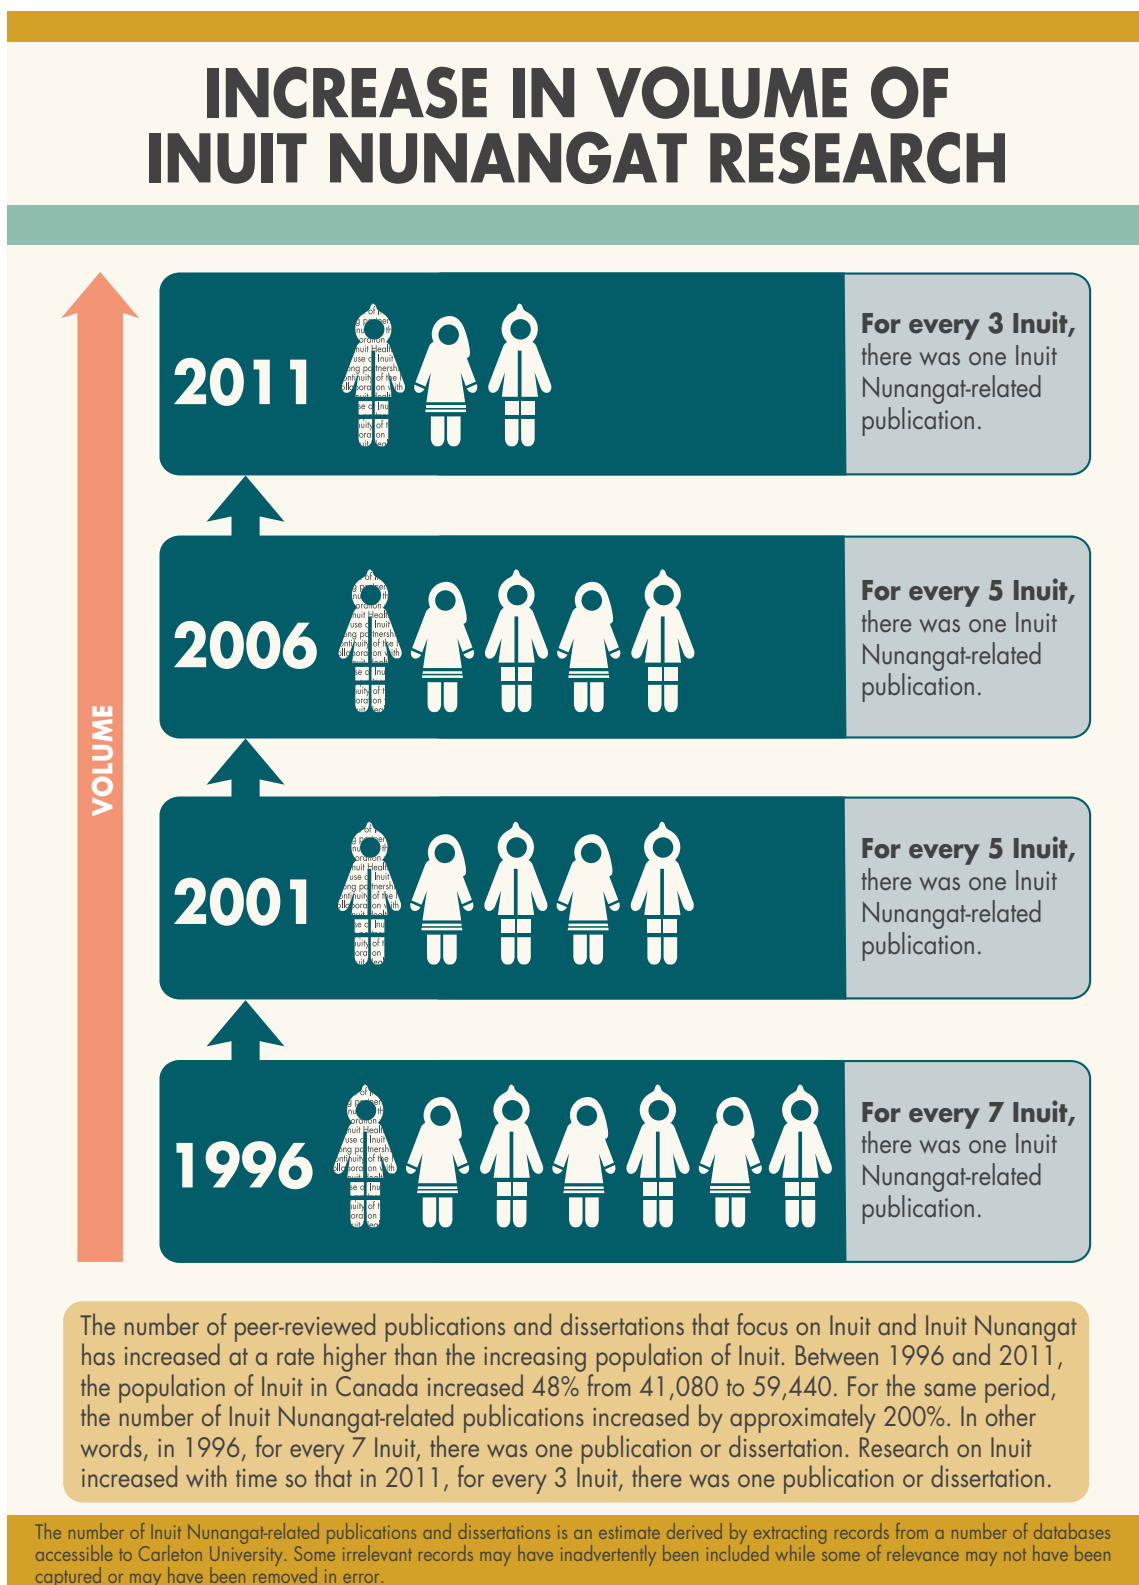 INCREASE IN VOLUME OF
INUIT NUNANGAT RESEARCH
VOLUME
2011
For every 3 Inuit,
there was one Inuit
Nunangat-related
publication.
2006
For every 5 Inuit,
there was one Inuit
Nunangat-related
publication.
2001
For every 5 Inuit,
there was one Inuit
Nunangat-related
publication.
1996
For every 7 Inuit,
there was one Inuit
Nunangat-related
publication.
The number of peer-reviewed publications and dissertations that focus on Inuit and Inuit Nunangat
has increased at a rate higher than the increasing population of Inuit. Between 1996 and 2011,
the population of Inuit in Canada increased 48% from 41,080 to 59,440. For the same period,
the number of Inuit Nunangat-related publications increased by approximately 200%. In other
words, in 1996, for every 7 Inuit, there was one publication or dissertation. Research on Inuit
increased with time so that in 2011, for every 3 Inuit, there was one publication or dissertation.
The number of Inuit Nunangat-related publications and dissertations is an estimate derived by extracting records from a number of databases
accessible to Carleton University. Some irrelevant records may have inadvertently been included while some of relevance may not have been
captured or may have been removed in error.